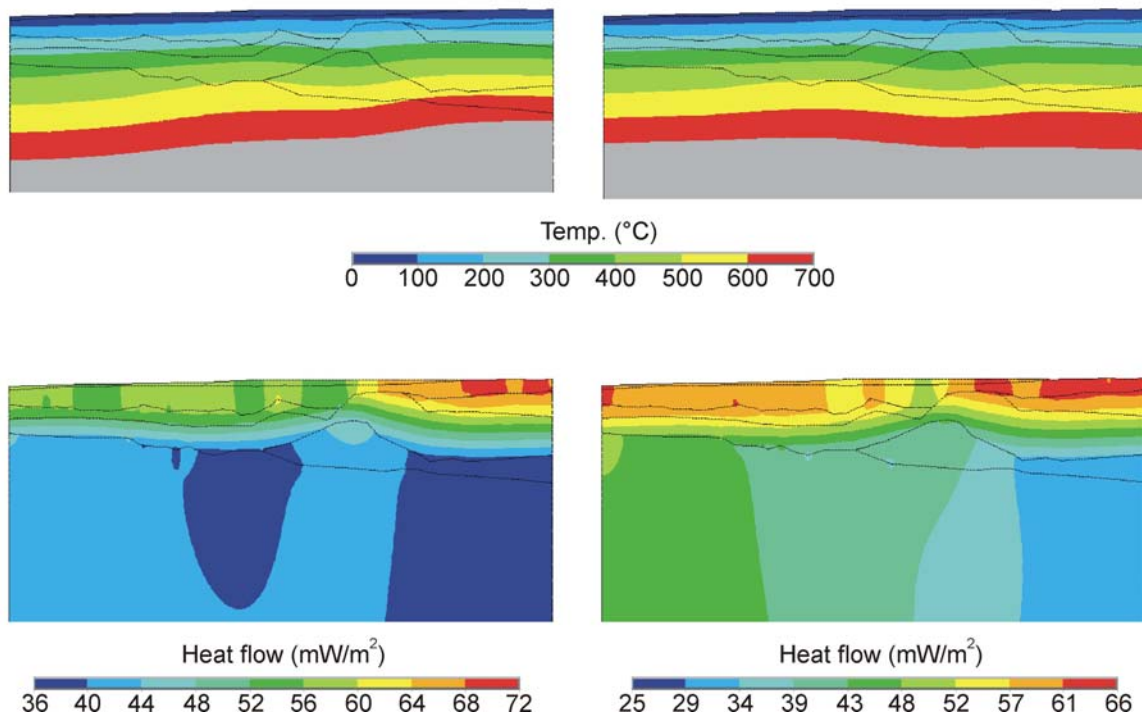 Temp. (°C)
0 100 200 300 400 500 600 700
Heat flow (mW/m²)
36 40 44 48 52 56 60 64 68 72
Heat flow (mW/m²)
25 29 34 39 43 48 52 57 61 66